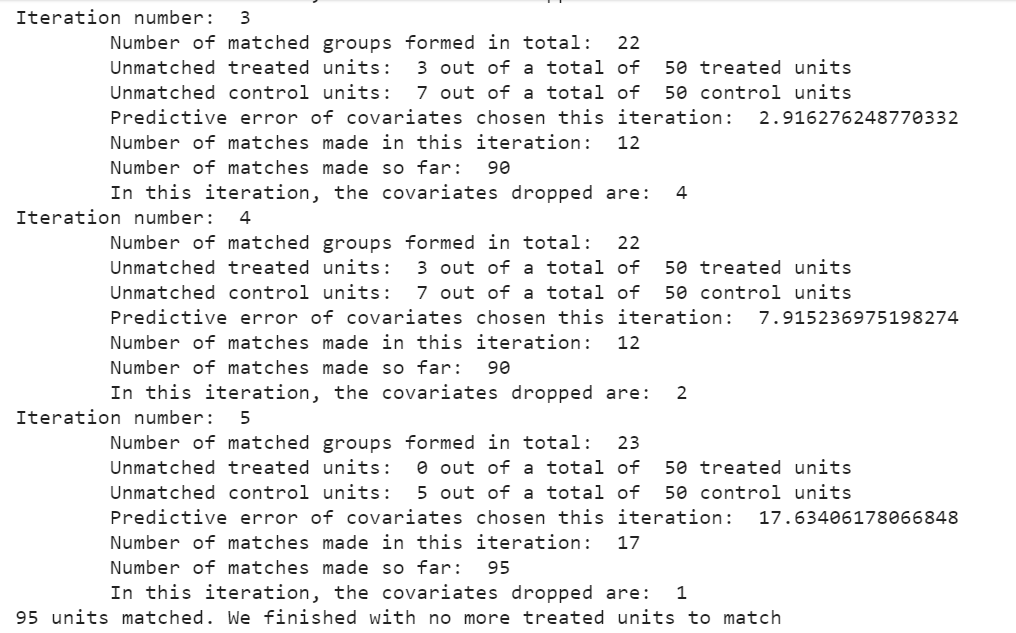 Iteration number:  3
Number of matched groups formed in total:  22
Unmatched treated units:  3 out of a total of  50 treated units
Unmatched control units:  7 out of a total of  50 control units
Predictive error of covariates chosen this iteration:  2.916276248770332
Number of matches made in this iteration:  12
Number of matches made so far:  90
In this iteration, the covariates dropped are:  4
Iteration number:  4
Number of matched groups formed in total:  22
Unmatched treated units:  3 out of a total of  50 treated units
Unmatched control units:  7 out of a total of  50 control units
Predictive error of covariates chosen this iteration:  7.915236975198274
Number of matches made in this iteration:  12
Number of matches made so far:  90
In this iteration, the covariates dropped are:  2
Iteration number:  5
Number of matched groups formed in total:  23
Unmatched treated units:  0 out of a total of  50 treated units
Unmatched control units:  5 out of a total of  50 control units
Predictive error of covariates chosen this iteration:  17.63406178066848
Number of matches made in this iteration:  17
Number of matches made so far:  95
In this iteration, the covariates dropped are:  1
95 units matched. We finished with no more treated units to match